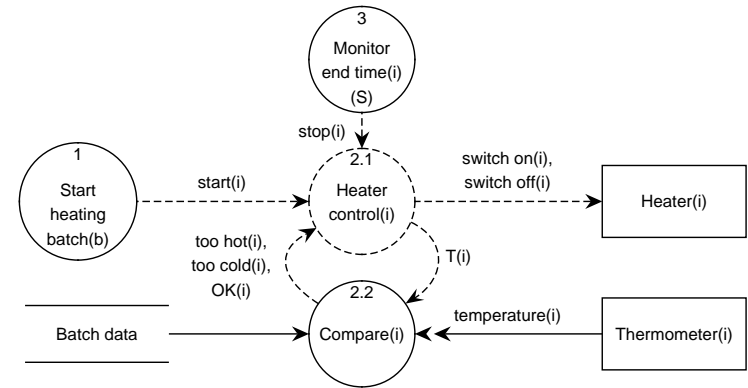 3
Monitor
end time(i)
(S)
stop(i)
1
Start
heating
batch(b)
start(i)
2.1
Heater
control(i)
switch on(i),
switch off(i)
Heater(i)
too hot(i),
too cold(i),
OK(i)
T(i)
Batch data
2.2
Compare(i)
temperature(i)
Thermometer(i)